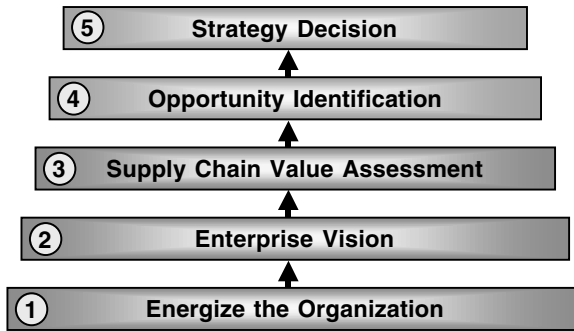 5 Strategy Decision
4 Opportunity Identification
3 Supply Chain Value Assessment
2 Enterprise Vision
1 Energize the Organization